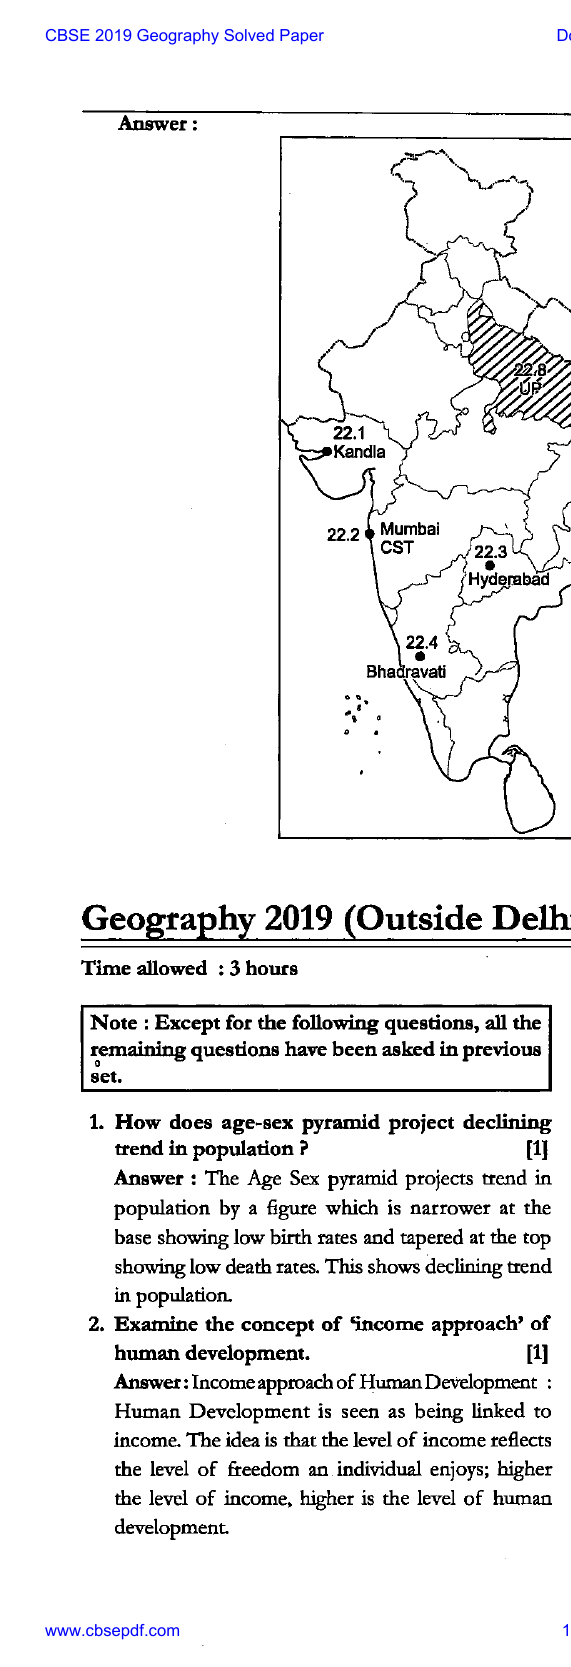 CBSE 2019 Geography Solved Paper
Answer :
22.8
UP
22.1
Kandla
22.2 Mumbai
CST
22.3
Hyderabad
22.4
Bhadravati
Geography 2019 (Outside
Time allowed : 3 hours
Note : Except for the following questions, all the
remaining questions have been asked in previous
set.
1. How does age-sex pyramid project declining
trend in population ? [1]
Answer : The Age Sex pyramid projects trend in
population by a figure which is narrower at the
base showing low birth rates and tapered at the top
showing low death rates. This shows declining trend
in population.
2. Examine the concept of 'income approach' of
human development. [1]
Answer : Income approach of Human Development :
Human Development is seen as being linked to
income. The idea is that the level of income reflects
the level of freedom an individual enjoys; higher
the level of income, higher is the level of human
development.
www.cbsepdf.com